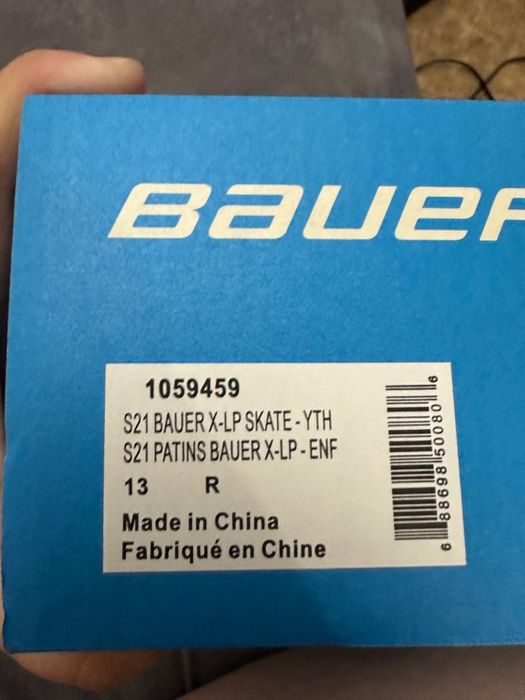 BAUER
1059459
S21 BAUER X-LP SKATE - YTH
S21 PATINS BAUER X-LP - ENF
13 R
Made in China
Fabriqué en Chine
6 88698 50080 6